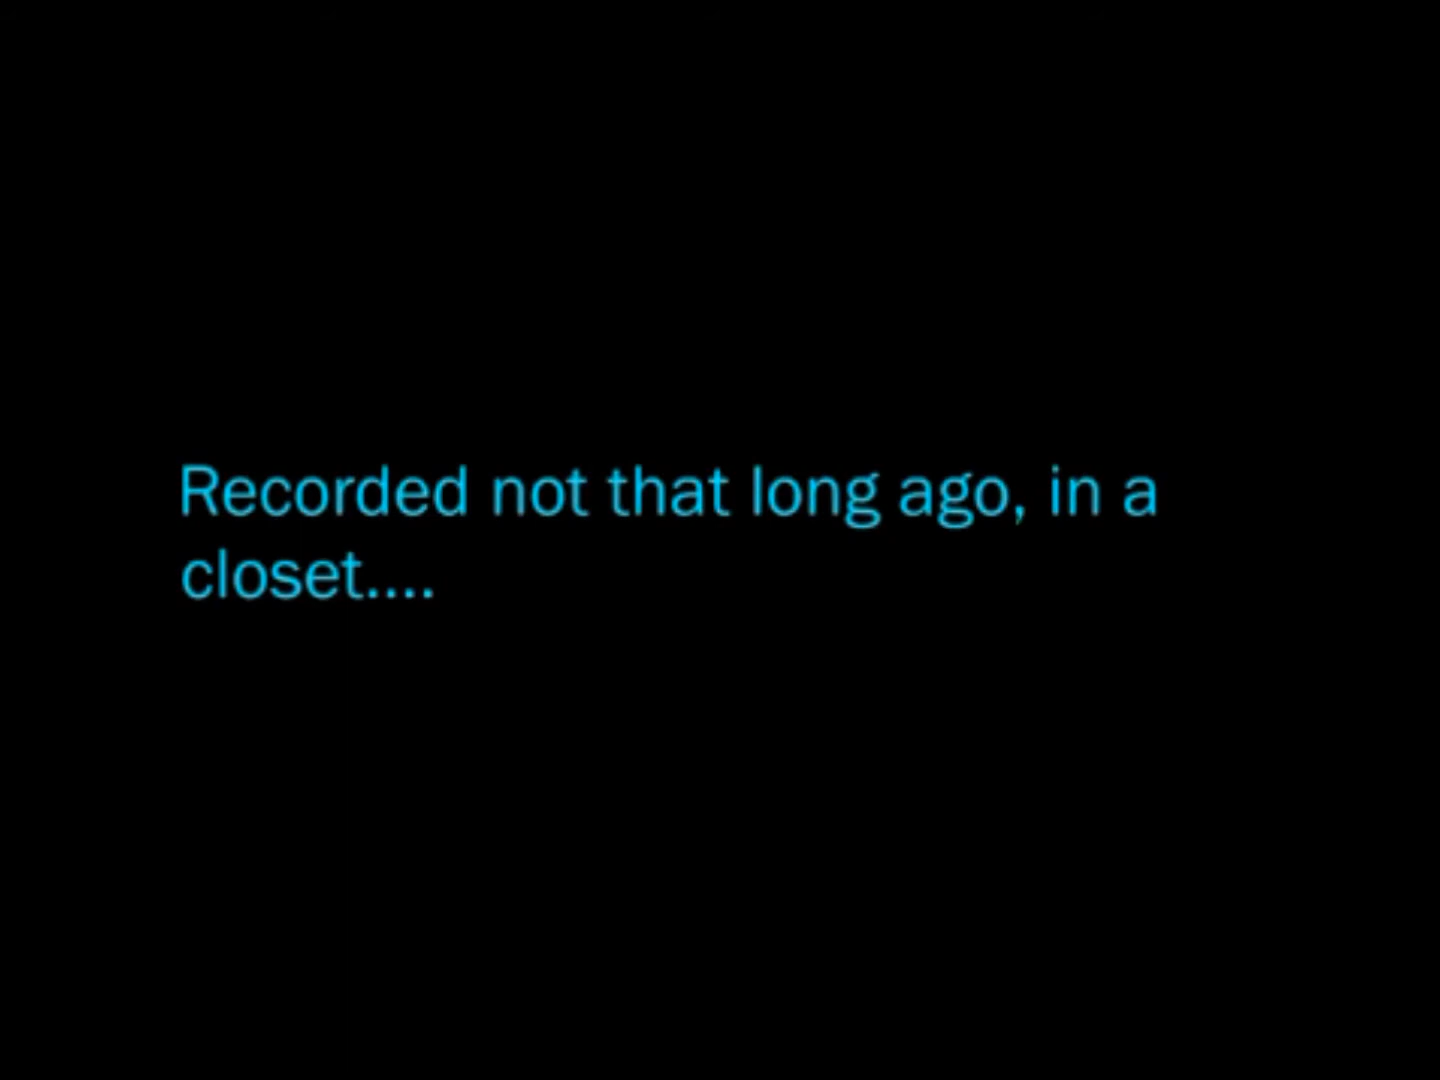 Recorded not that long ago, in a
closet....